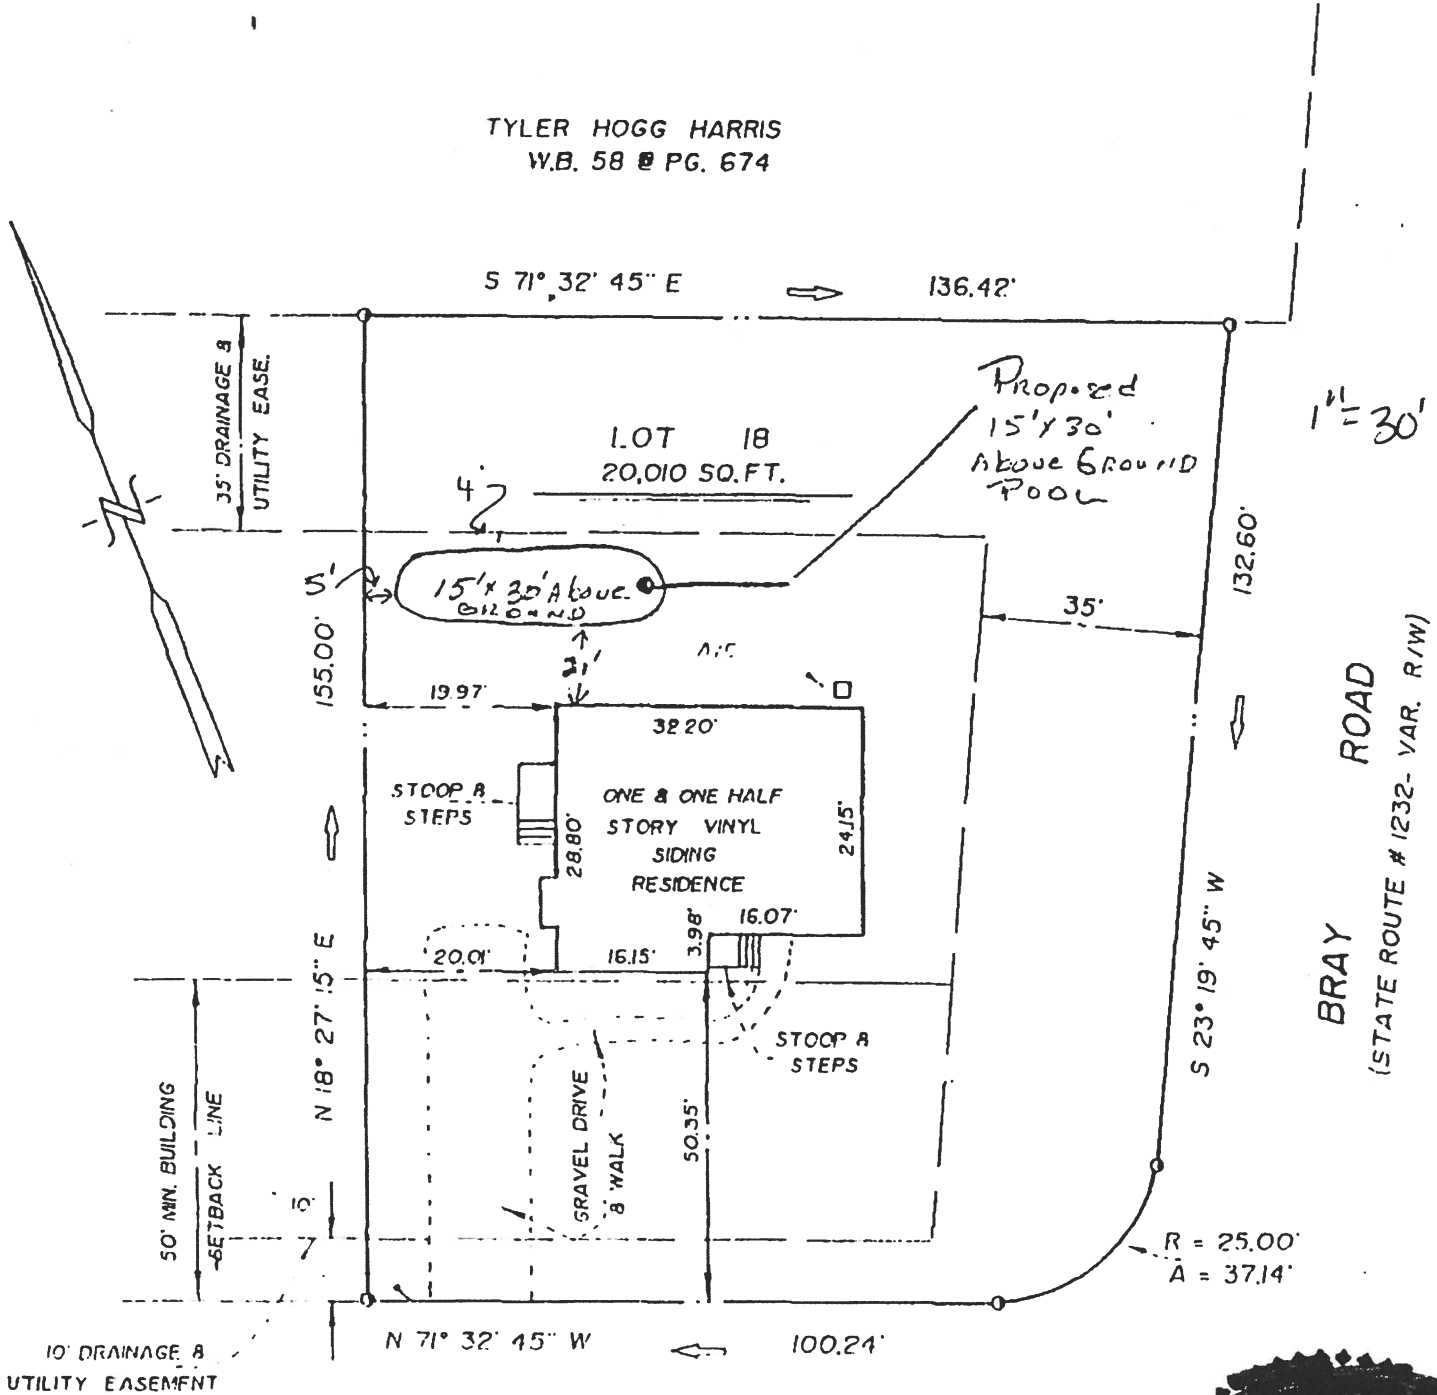 TYLER HOGG HARRIS
W.B. 58 @ PG. 674
S 71° 32' 45" E
136.42'
35' DRAINAGE &
UTILITY EASE.
LOT 18
20,010 SQ.FT.
Proposed
15' x 30'
Above Ground
Pool
1" = 30'
4'
5'
15' x 30' Above
GROUND
21'
A/C
35'
132.60'
155.00'
N 18° 27' 15" E
19.97'
32.20'
STOOP &
STEPS
ONE & ONE HALF
STORY VINYL
SIDING
RESIDENCE
28.80'
24.15'
3.98'
16.07'
20.01'
16.15'
STOOP &
STEPS
50' MIN. BUILDING
SETBACK LINE
GRAVEL DRIVE
& WALK
50.35'
S 23° 19' 45" W
BRAY ROAD
(STATE ROUTE # 1232- VAR. R/W)
10'
R = 25.00'
A = 37.14'
N 71° 32' 45" W
100.24'
10' DRAINAGE &
UTILITY EASEMENT